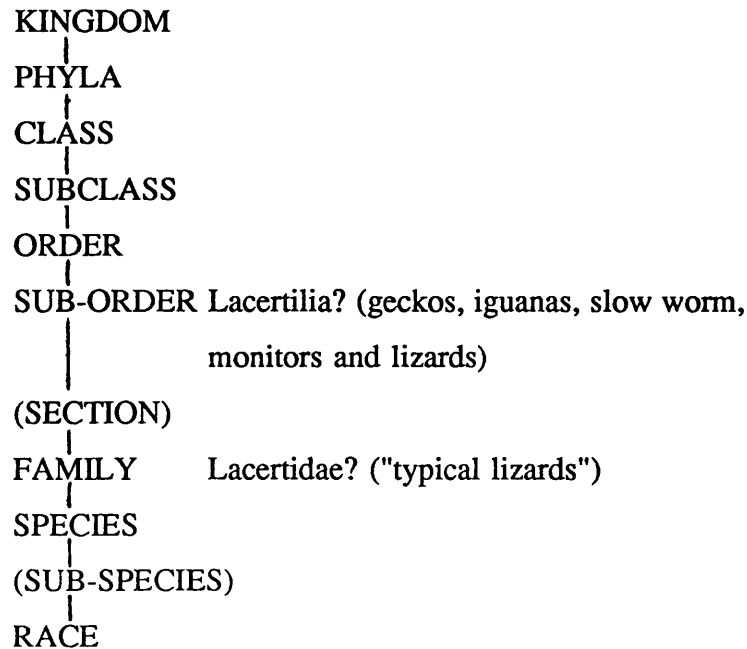 KINGDOM
PHYLA
CLASS
SUBCLASS
ORDER
SUB-ORDER Lacertilia? (geckos, iguanas, slow worm,
monitors and lizards)
(SECTION)
FAMILY Lacertidae? ("typical lizards")
SPECIES
(SUB-SPECIES)
RACE